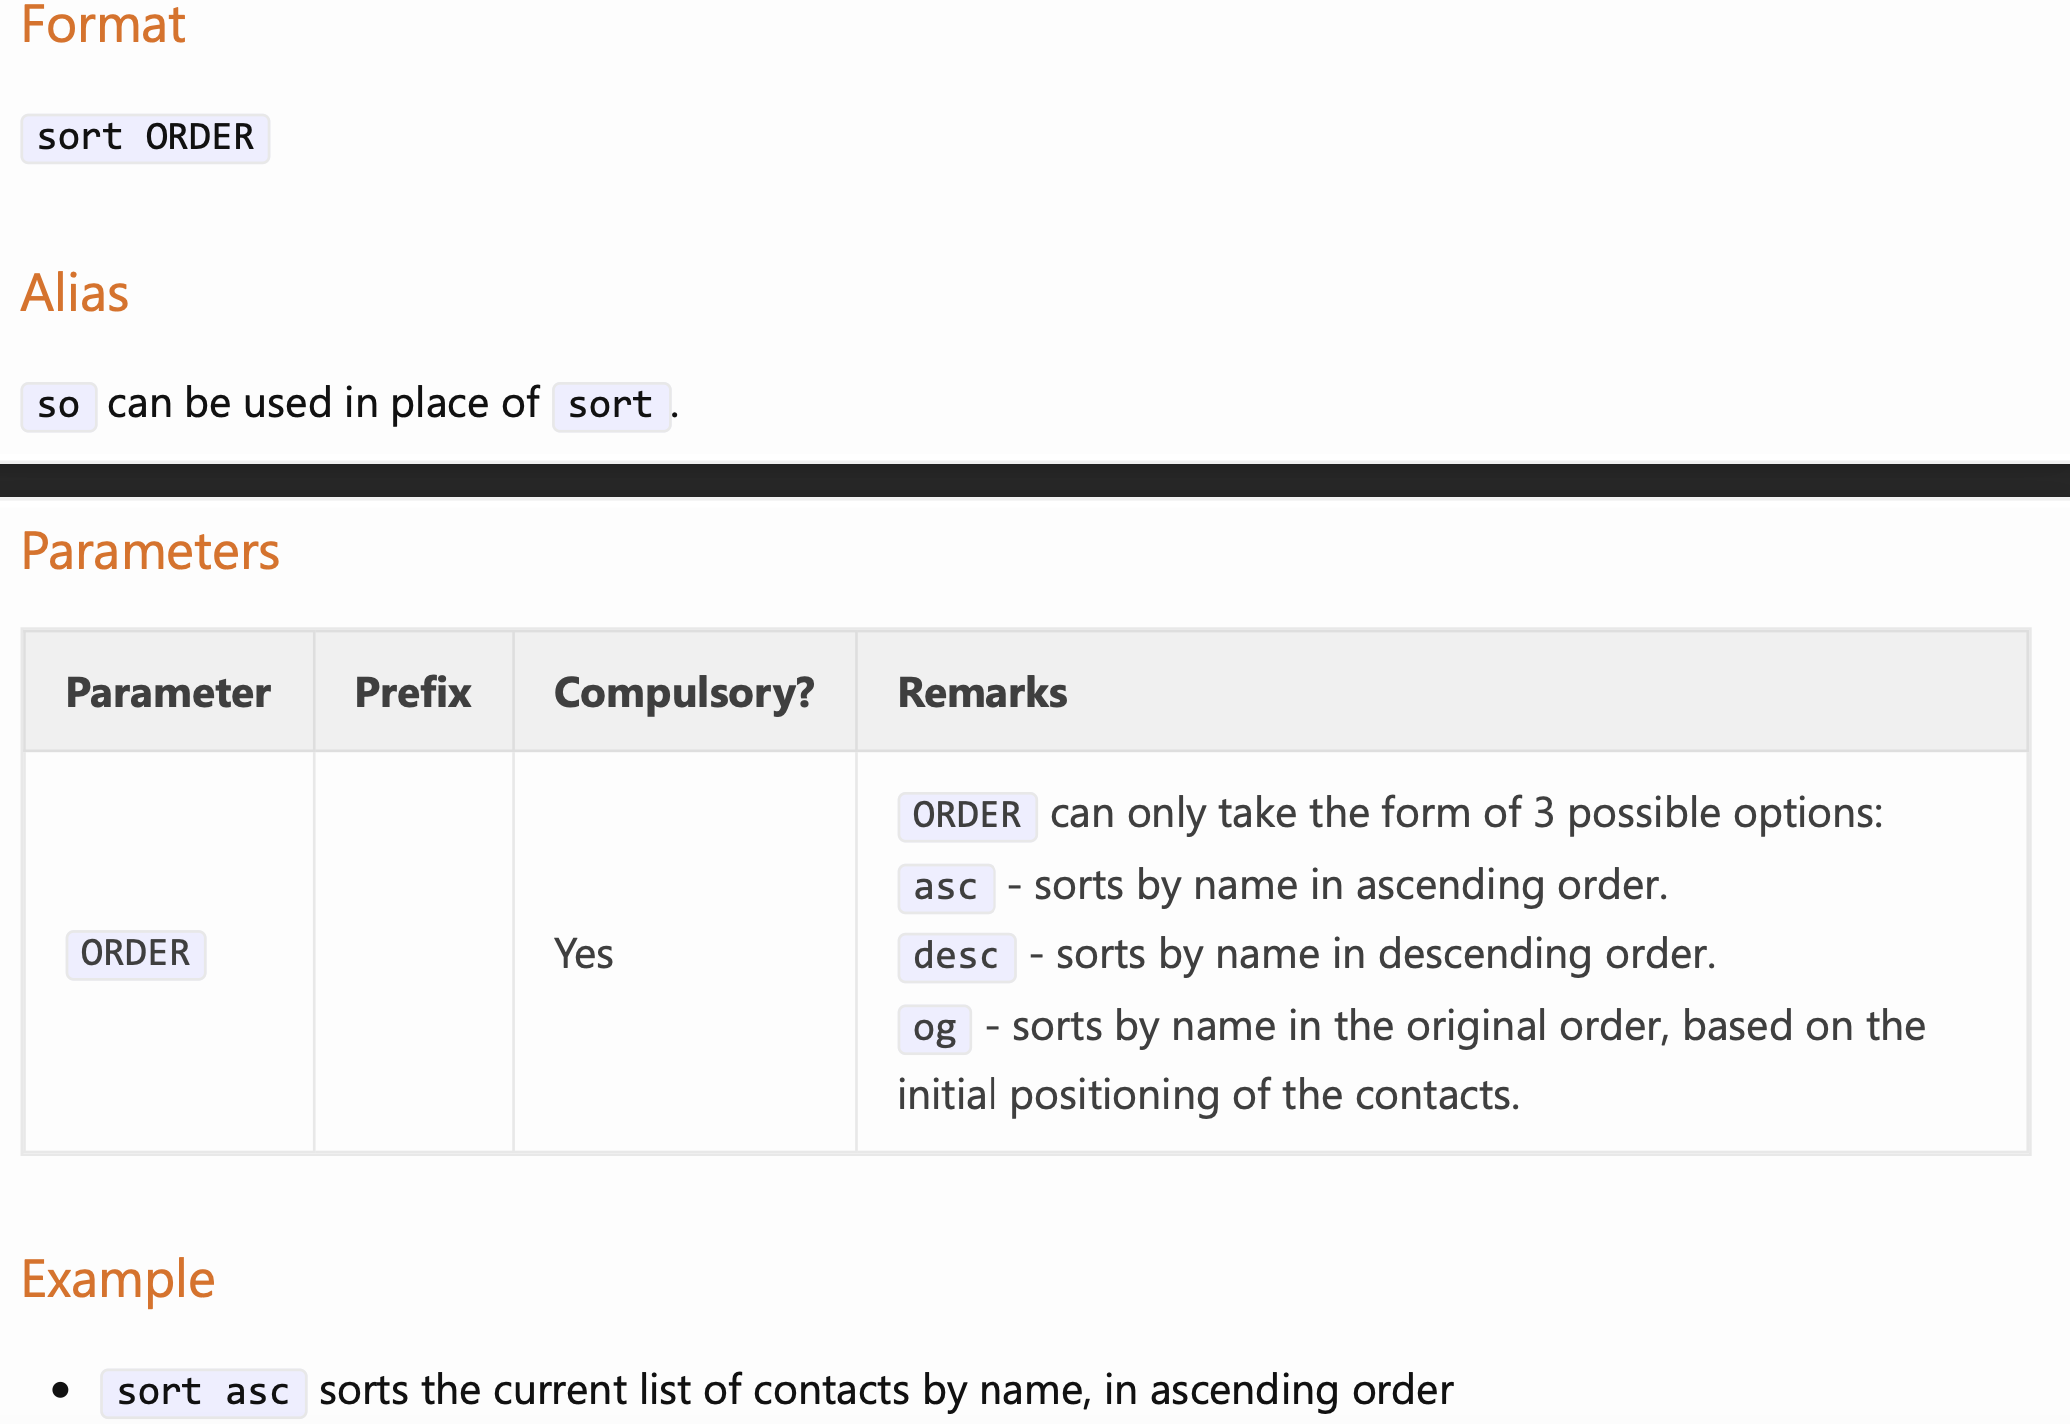 Format
sort ORDER
Alias
so can be used in place of sort.
Parameters
Parameter Prefix Compulsory? Remarks
ORDER Yes
ORDER can only take the form of 3 possible options:
asc - sorts by name in ascending order.
desc - sorts by name in descending order.
og - sorts by name in the original order, based on the
initial positioning of the contacts.
Example
• sort asc sorts the current list of contacts by name, in ascending order